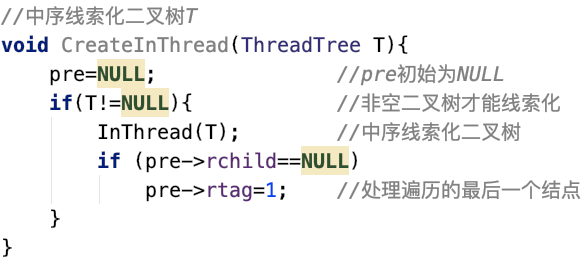 //中序线索化二叉树T
void CreateInThread(ThreadTree T){
    pre=NULL;               //pre初始为NULL
    if(T!=NULL){            //非空二叉树才能线索化
        InThread(T);        //中序线索化二叉树
        if (pre->rchild==NULL)
            pre->rtag=1;    //处理遍历的最后一个结点
    }
}